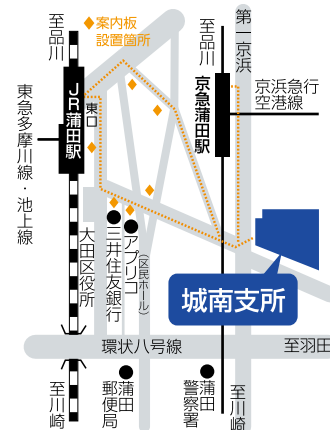 至品川
案内板
設置箇所
至品川
第一京浜
JR蒲田駅
東口
京急蒲田駅
京浜急行
空港線
東急多摩川線・池上線
大田区役所
三井住友銀行
アプリコ
(区民ホール)
城南支所
環状八号線
至羽田
至川崎
蒲田
郵便局
蒲田
警察署
至川崎